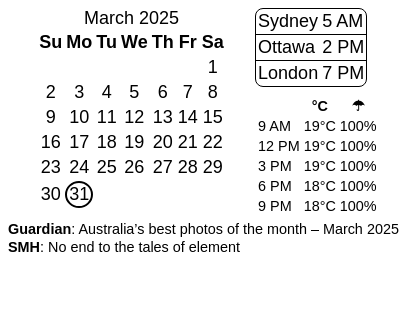 March 2025
Su Mo Tu We Th Fr Sa
1
2 3 4 5 6 7 8
9 10 11 12 13 14 15
16 17 18 19 20 21 22
23 24 25 26 27 28 29
30 31
Sydney 5 AM
Ottawa 2 PM
London 7 PM
°C ☂
9 AM 19°C 100%
12 PM 19°C 100%
3 PM 19°C 100%
6 PM 18°C 100%
9 PM 18°C 100%
Guardian: Australia’s best photos of the month – March 2025
SMH: No end to the tales of element